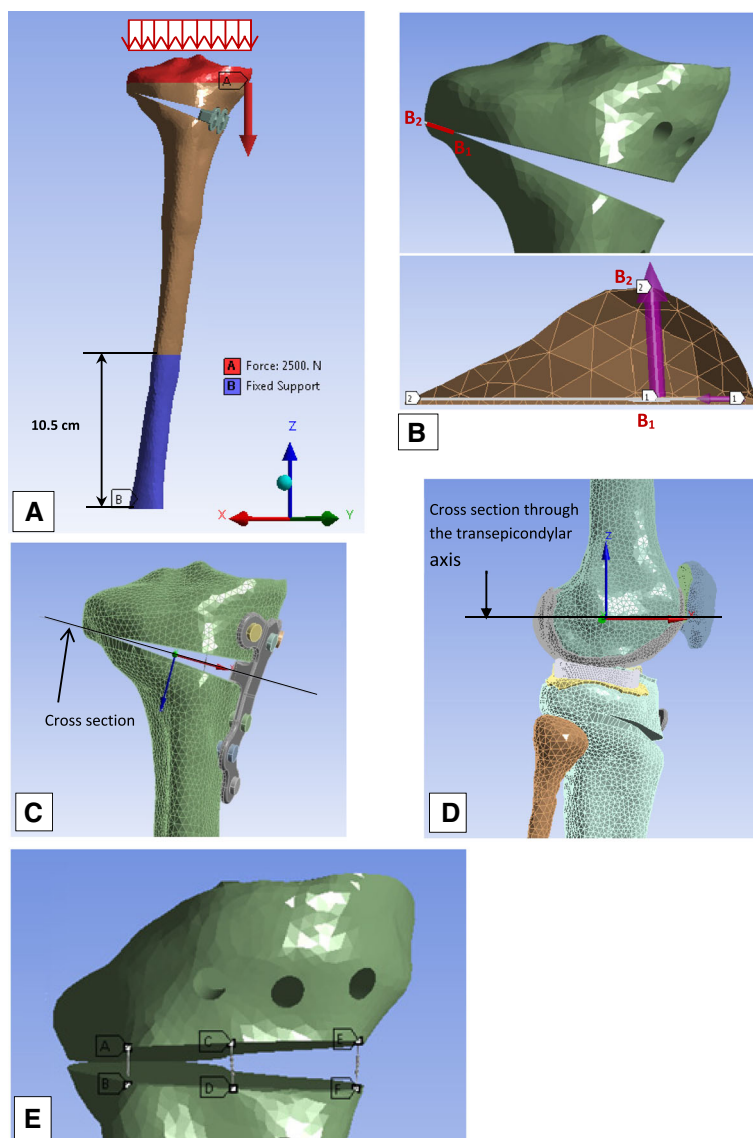 A
A Force: 2500. N
B Fixed Support
10.5 cm
Z
B
X
Y
A
B₂
B₁
B₂
2
2
1
1
B₁
B
Cross section
C
Cross section through
the transepicondylar
axis
Z
D
A
C
E
B
D
F
E